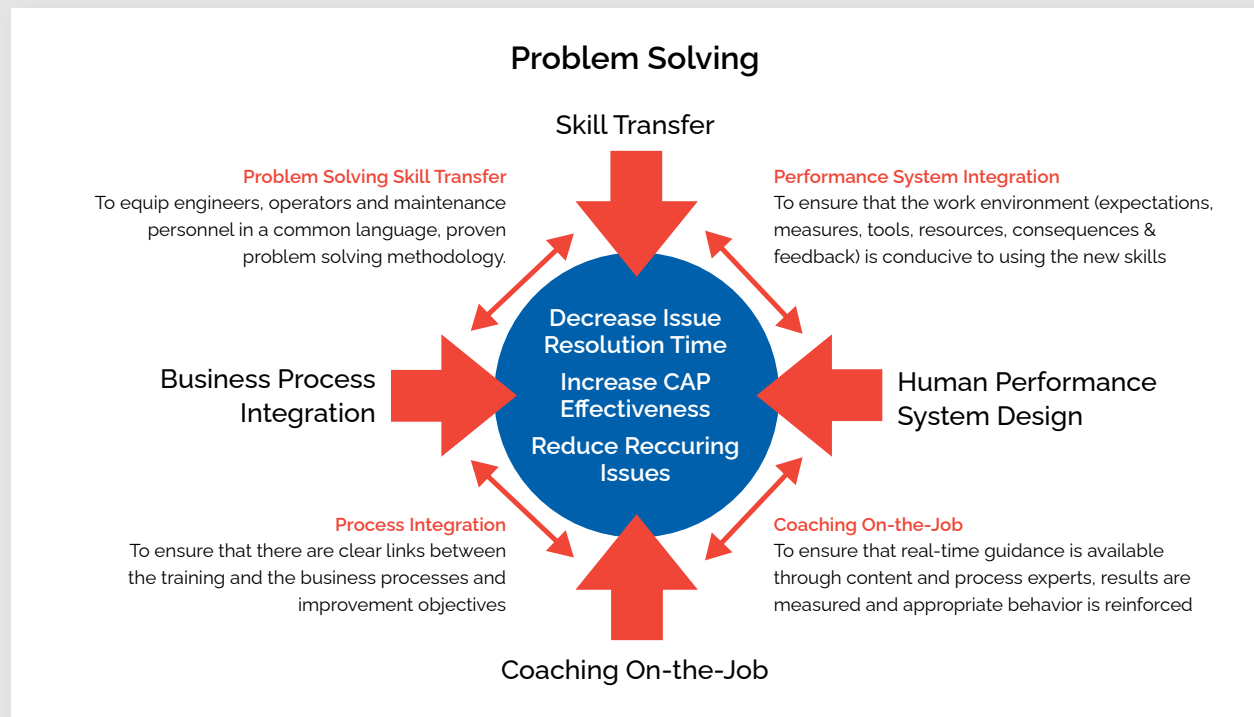 Problem Solving
Skill Transfer
Problem Solving Skill Transfer
To equip engineers, operators and maintenance
personnel in a common language, proven
problem solving methodology.
Performance System Integration
To ensure that the work environment (expectations,
measures, tools, resources, consequences &
feedback) is conducive to using the new skills
Decrease Issue
Resolution Time
Increase CAP
Effectiveness
Reduce Reccuring
Issues
Business Process
Integration
Human Performance
System Design
Process Integration
To ensure that there are clear links between
the training and the business processes and
improvement objectives
Coaching On-the-Job
To ensure that real-time guidance is available
through content and process experts, results are
measured and appropriate behavior is reinforced
Coaching On-the-Job